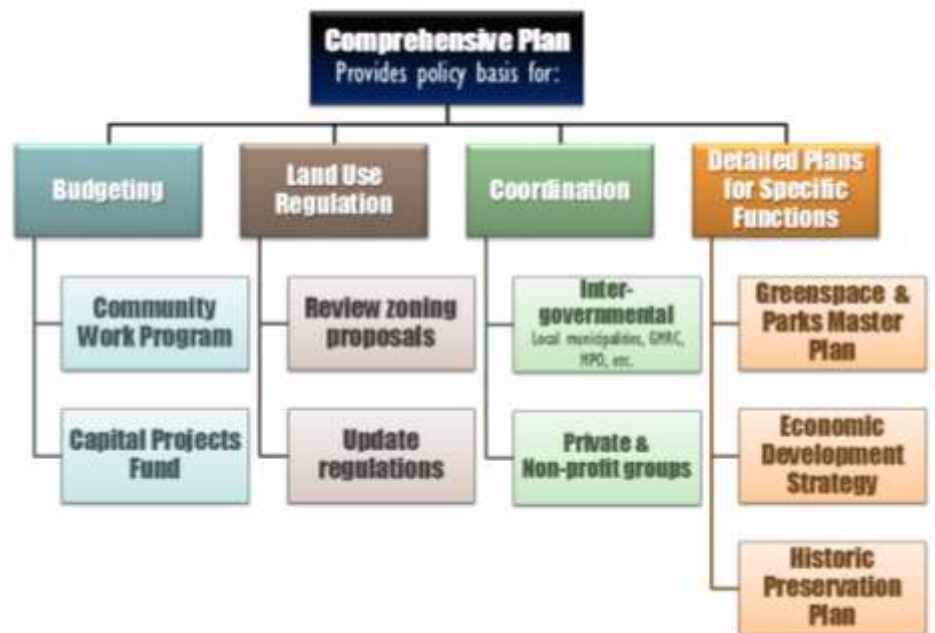 Comprehensive Plan
Provides policy basis for:
Budgeting
Community
Work Program
Capital Projects
Fund
Land Use
Regulation
Review zoning
proposals
Update
regulations
Coordination
Inter-
governmental
Local municipalities, GMRC,
MPO, etc.
Private &
Non-profit groups
Detailed Plans
for Specific
Functions
Greenspace &
Parks Master
Plan
Economic
Development
Strategy
Historic
Preservation
Plan